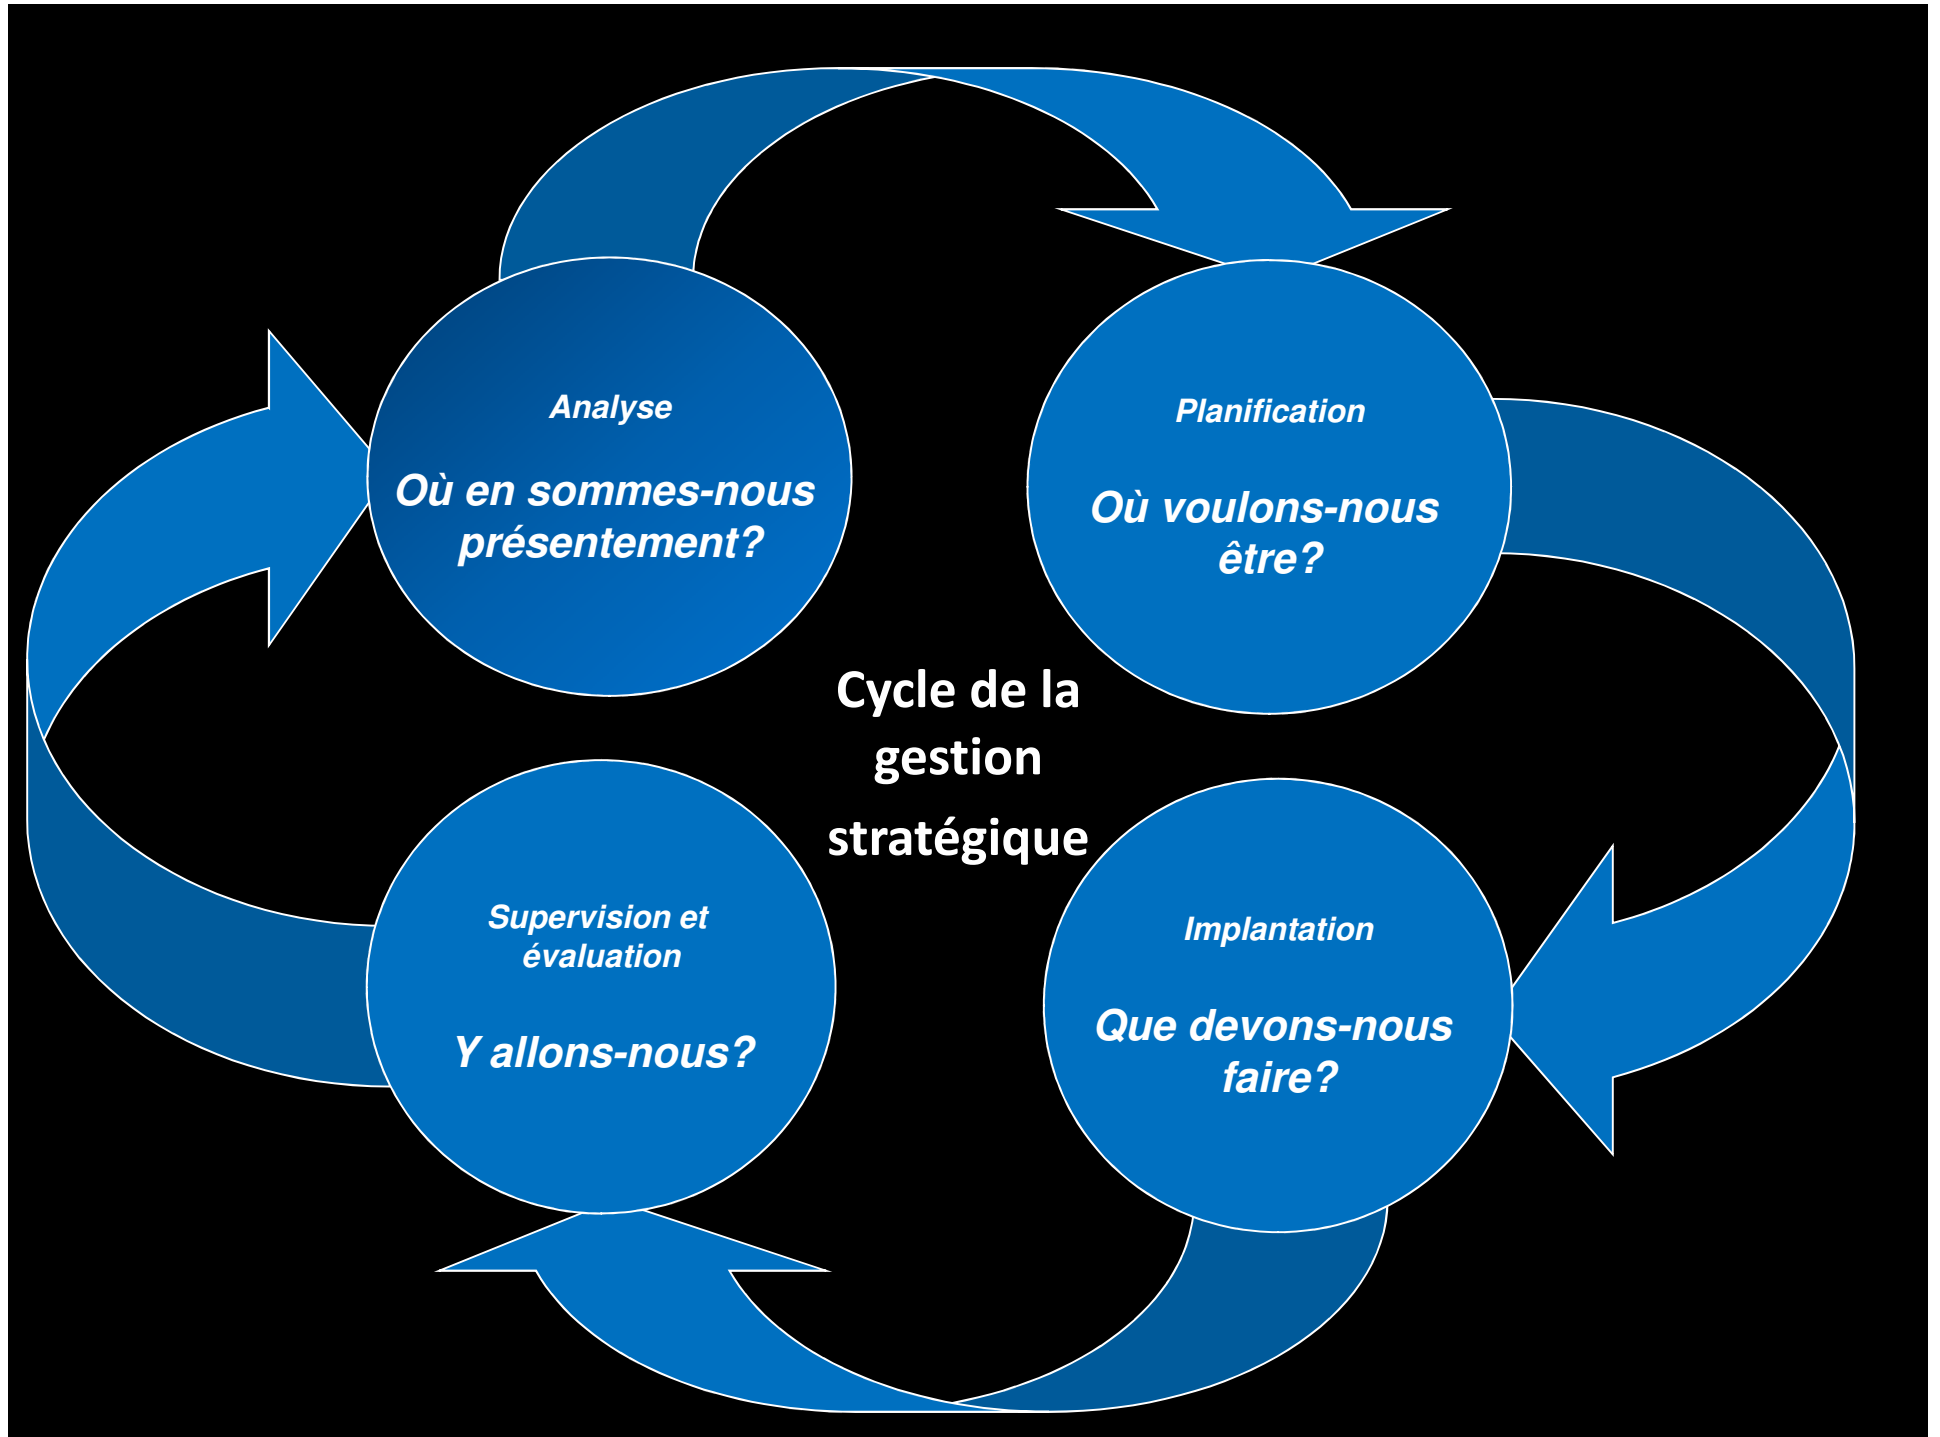 Analyse
Où en sommes-nous
présentement?
Planification
Où voulons-nous
être?
Cycle de la
gestion
stratégique
Supervision et
évaluation
Y allons-nous?
Implantation
Que devons-nous
faire?